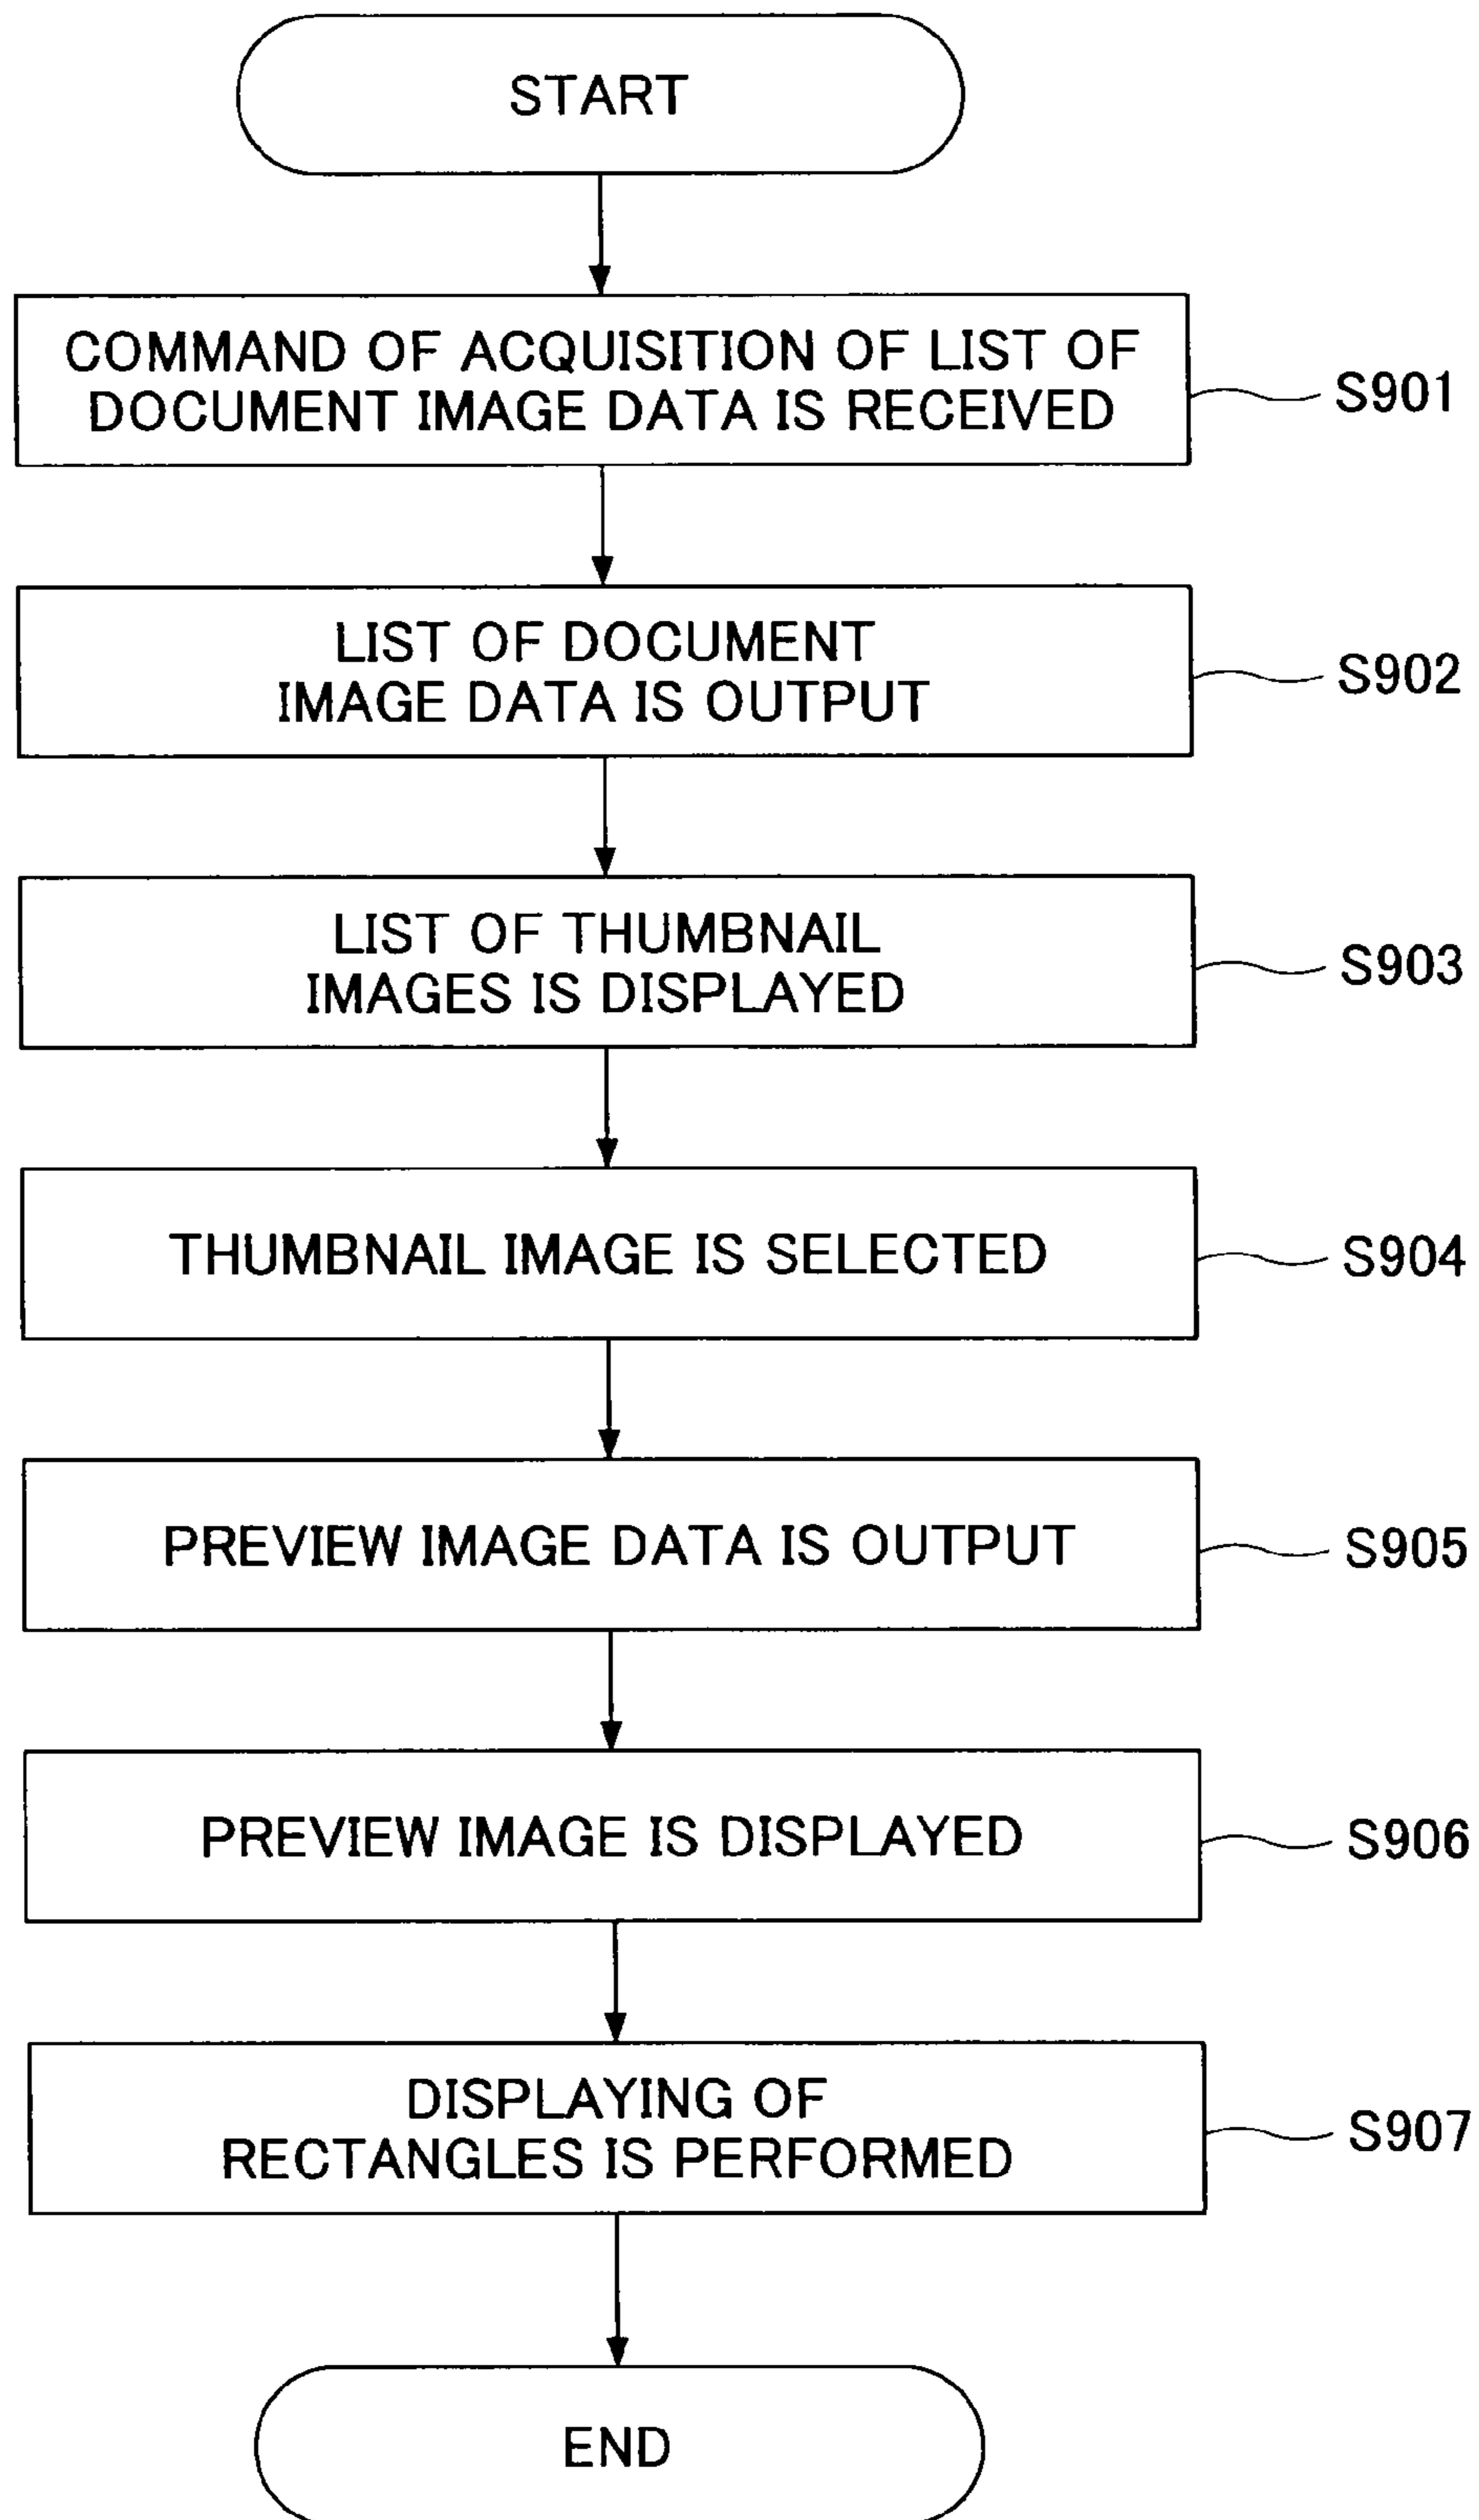 START
COMMAND OF ACQUISITION OF LIST OF
DOCUMENT IMAGE DATA IS RECEIVED
S901
LIST OF DOCUMENT
IMAGE DATA IS OUTPUT
S902
LIST OF THUMBNAIL
IMAGES IS DISPLAYED
S903
THUMBNAIL IMAGE IS SELECTED
S904
PREVIEW IMAGE DATA IS OUTPUT
S905
PREVIEW IMAGE IS DISPLAYED
S906
DISPLAYING OF
RECTANGLES IS PERFORMED
S907
END